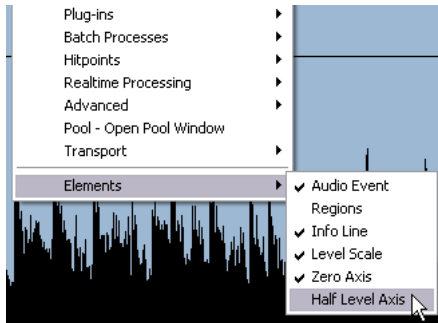 Plug-ins
Batch Processes
Hitpoints
Realtime Processing
Advanced
Pool - Open Pool Window
Transport
Elements
Audio Event
Regions
Info Line
Level Scale
Zero Axis
Half Level Axis